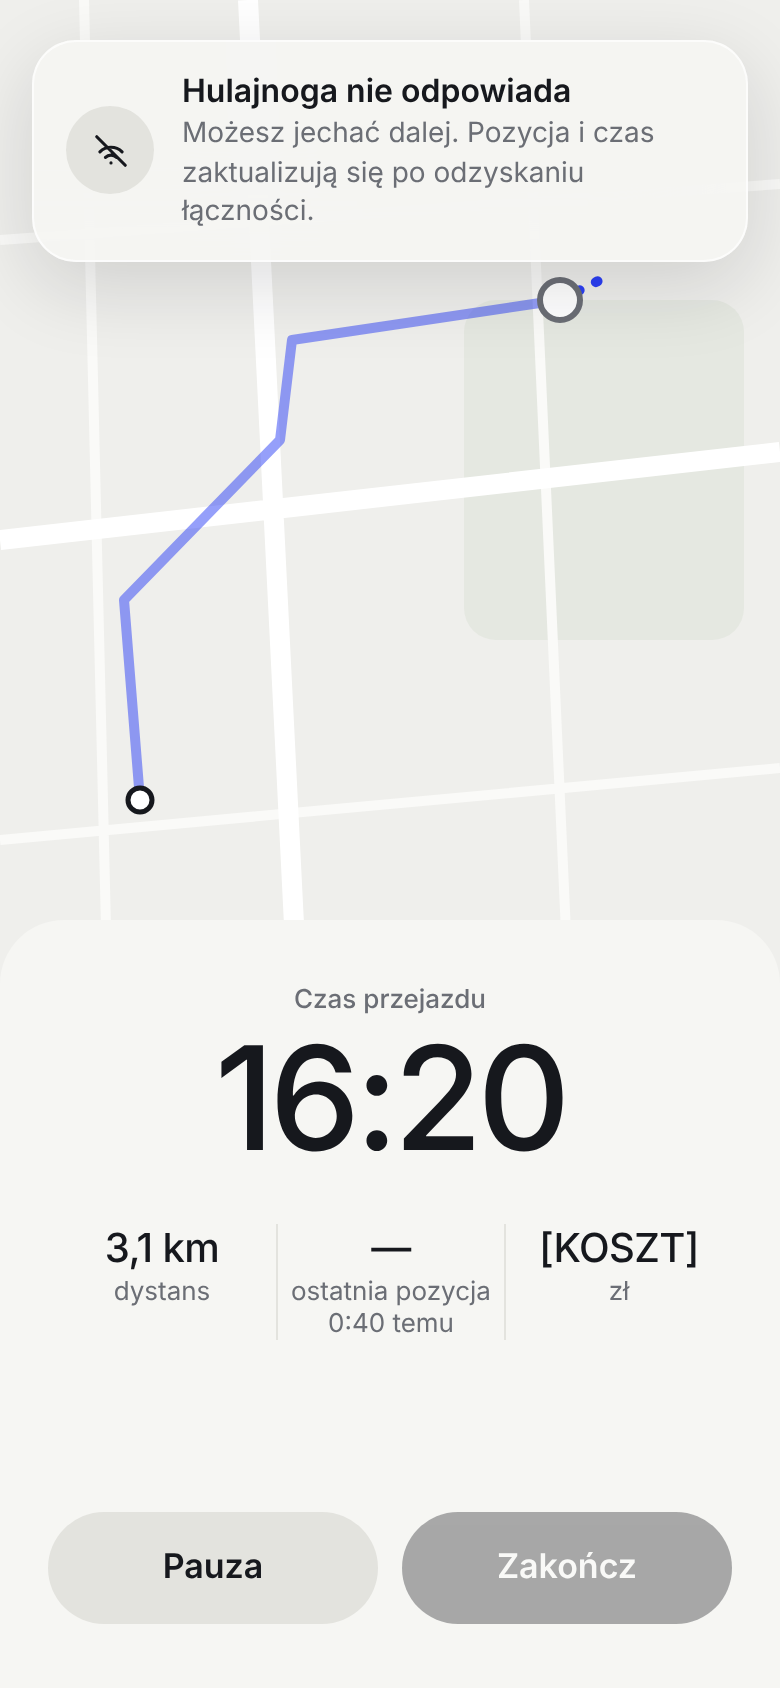 Hulajnoga nie odpowiada
Możesz jechać dalej. Pozycja i czas
zaktualizują się po odzyskaniu
łączności.
Czas przejazdu
16:20
3,1 km
dystans
—
ostatnia pozycja
0:40 temu
[KOSZT]
zł
Pauza
Zakończ